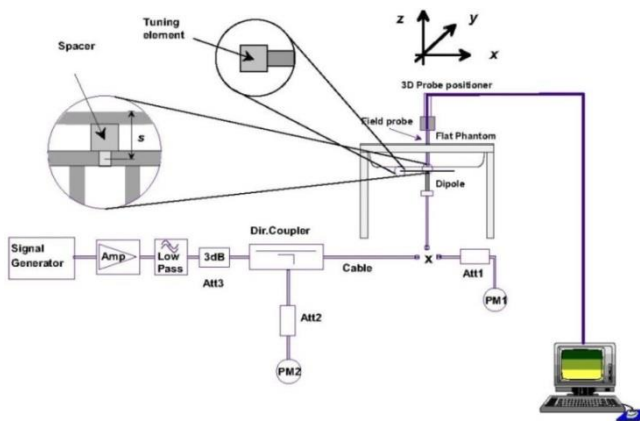 Tuning
element
Spacer
s
z
y
x
3D Probe positioner
Field probe
Flat Phantom
Dipole
Signal
Generator
Amp
Low
Pass
3dB
Att3
Dir.Coupler
Cable
x
Att1
PM1
Att2
PM2